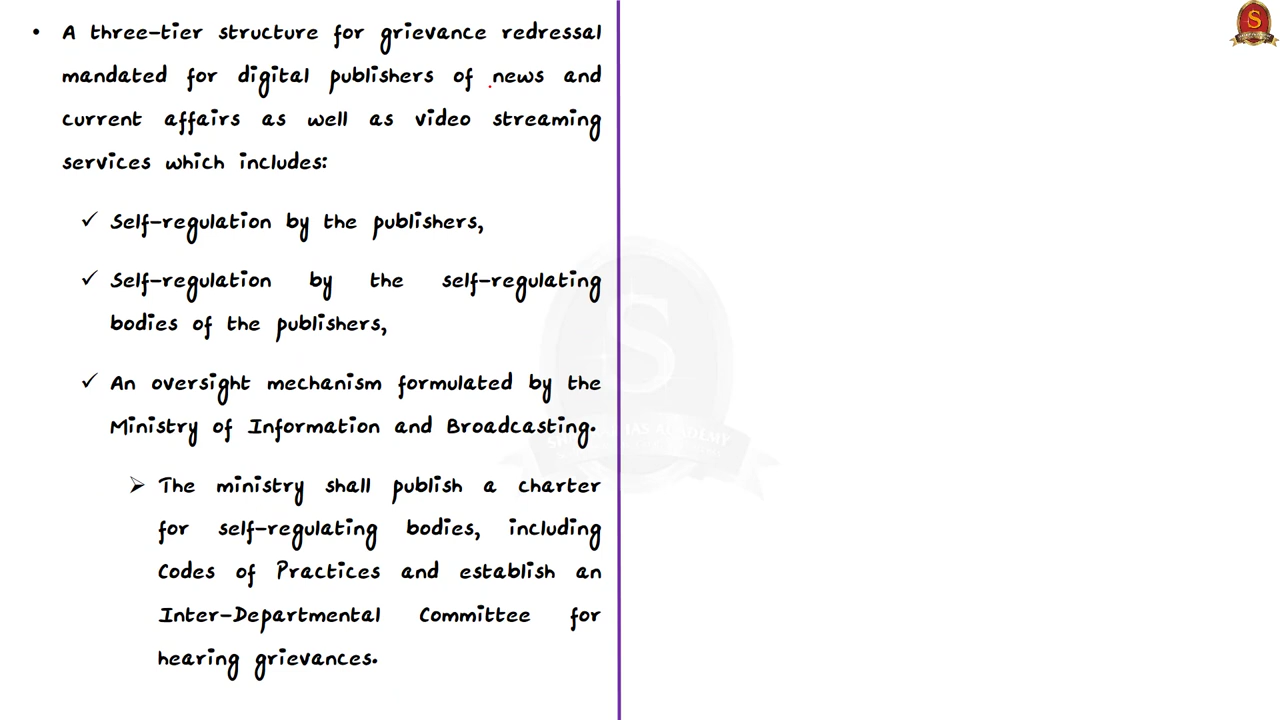 • A three-tier structure for grievance redressal
mandated for digital publishers of news and
current affairs as well as video streaming
services which includes:
✓ Self-regulation by the publishers,
✓ Self-regulation by the self-regulating
bodies of the publishers,
✓ An oversight mechanism formulated by the
Ministry of Information and Broadcasting.
➢ The ministry shall publish a charter
for self-regulating bodies, including
Codes of Practices and establish an
Inter-Departmental Committee for
hearing grievances.
S
S
IAS ACADEMY